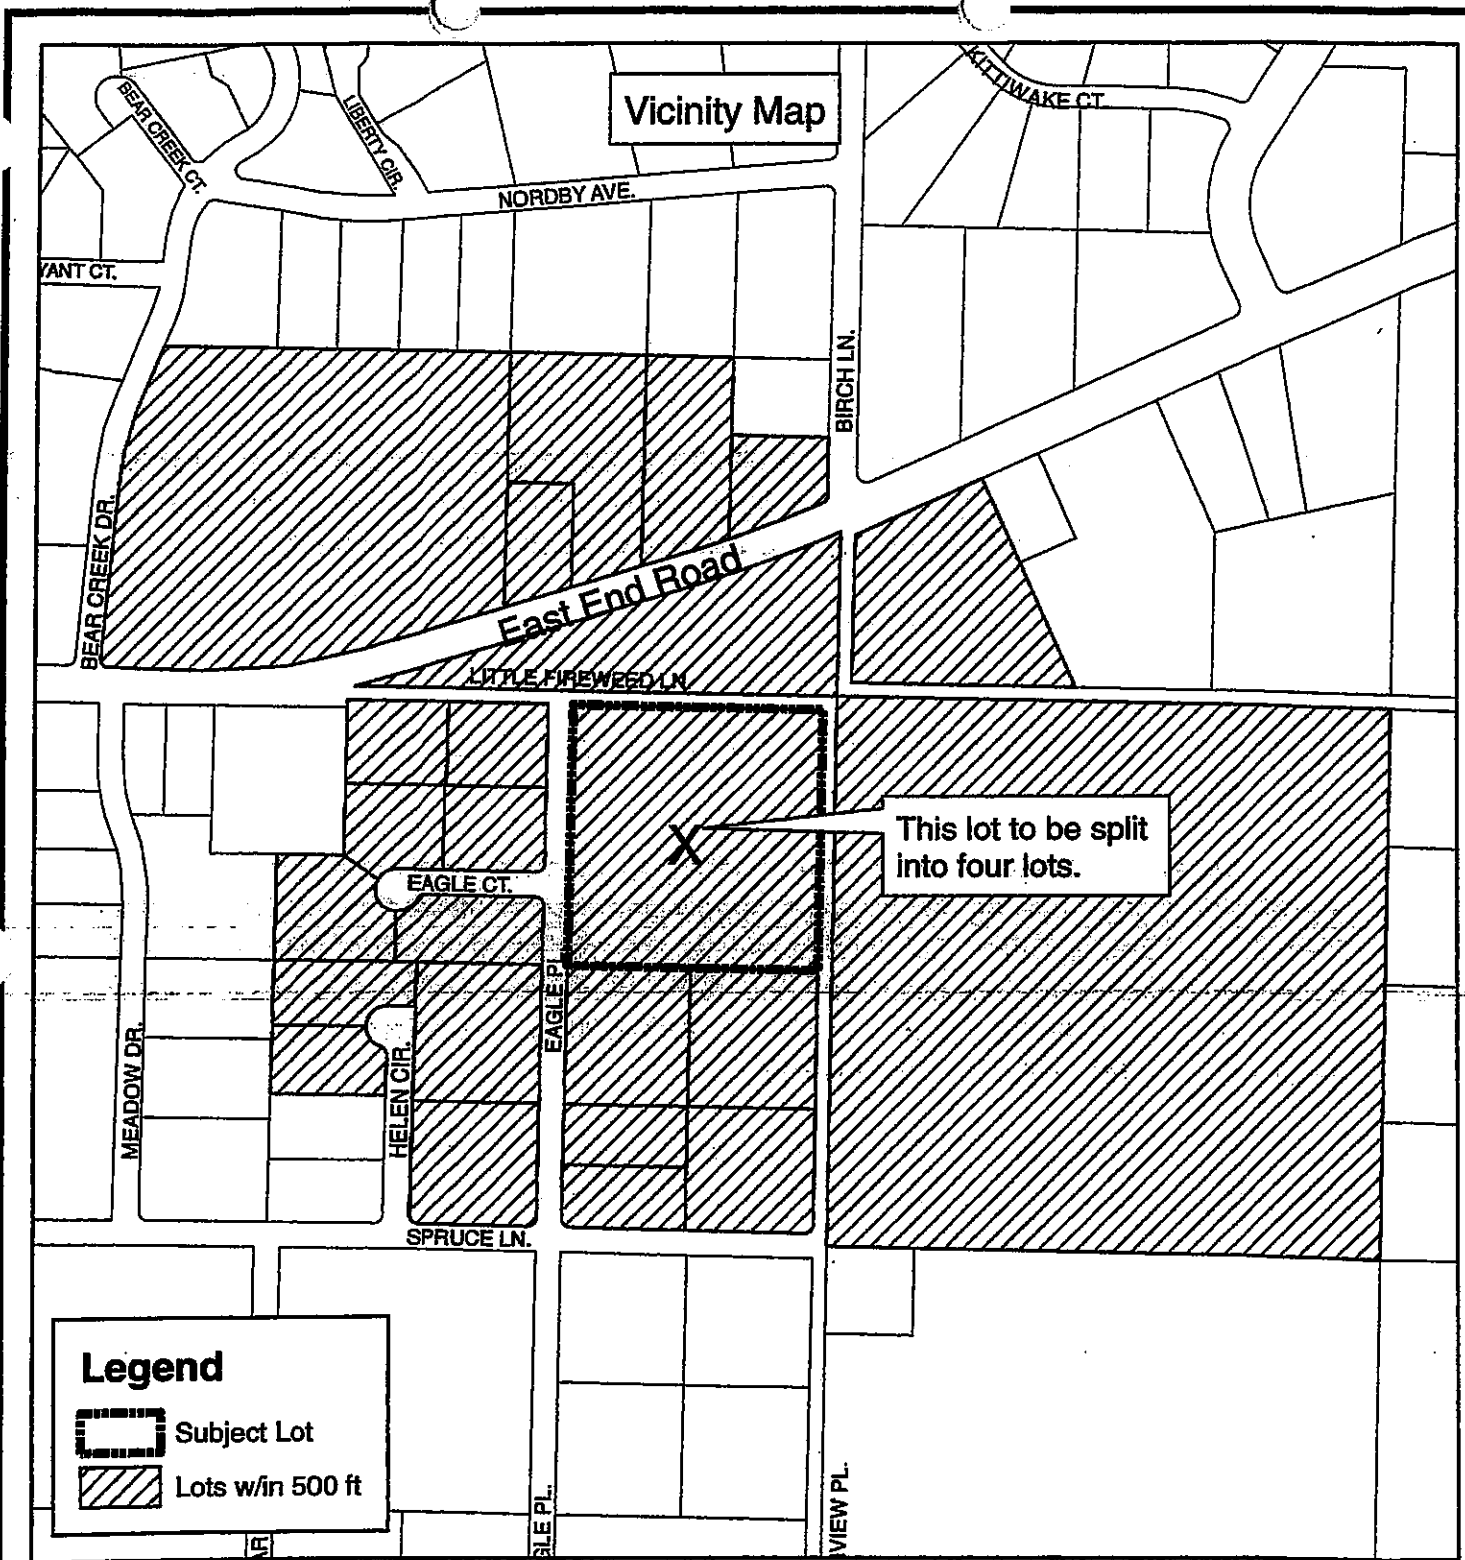 Vicinity Map
KITTIWAKE CT.
BEAR CREEK CT.
LIBERTY CIR.
NORDBY AVE.
YANT CT.
BIRCH LN.
BEAR CREEK DR.
East End Road
LITTLE FIREWEED LN.
X
This lot to be split
into four lots.
EAGLE CT.
EAGLE PL
MEADOW DR.
HELEN CIR.
SPRUCE LN.
Legend
Subject Lot
Lots w/in 500 ft
AR
GLE PL.
VIEW PL.